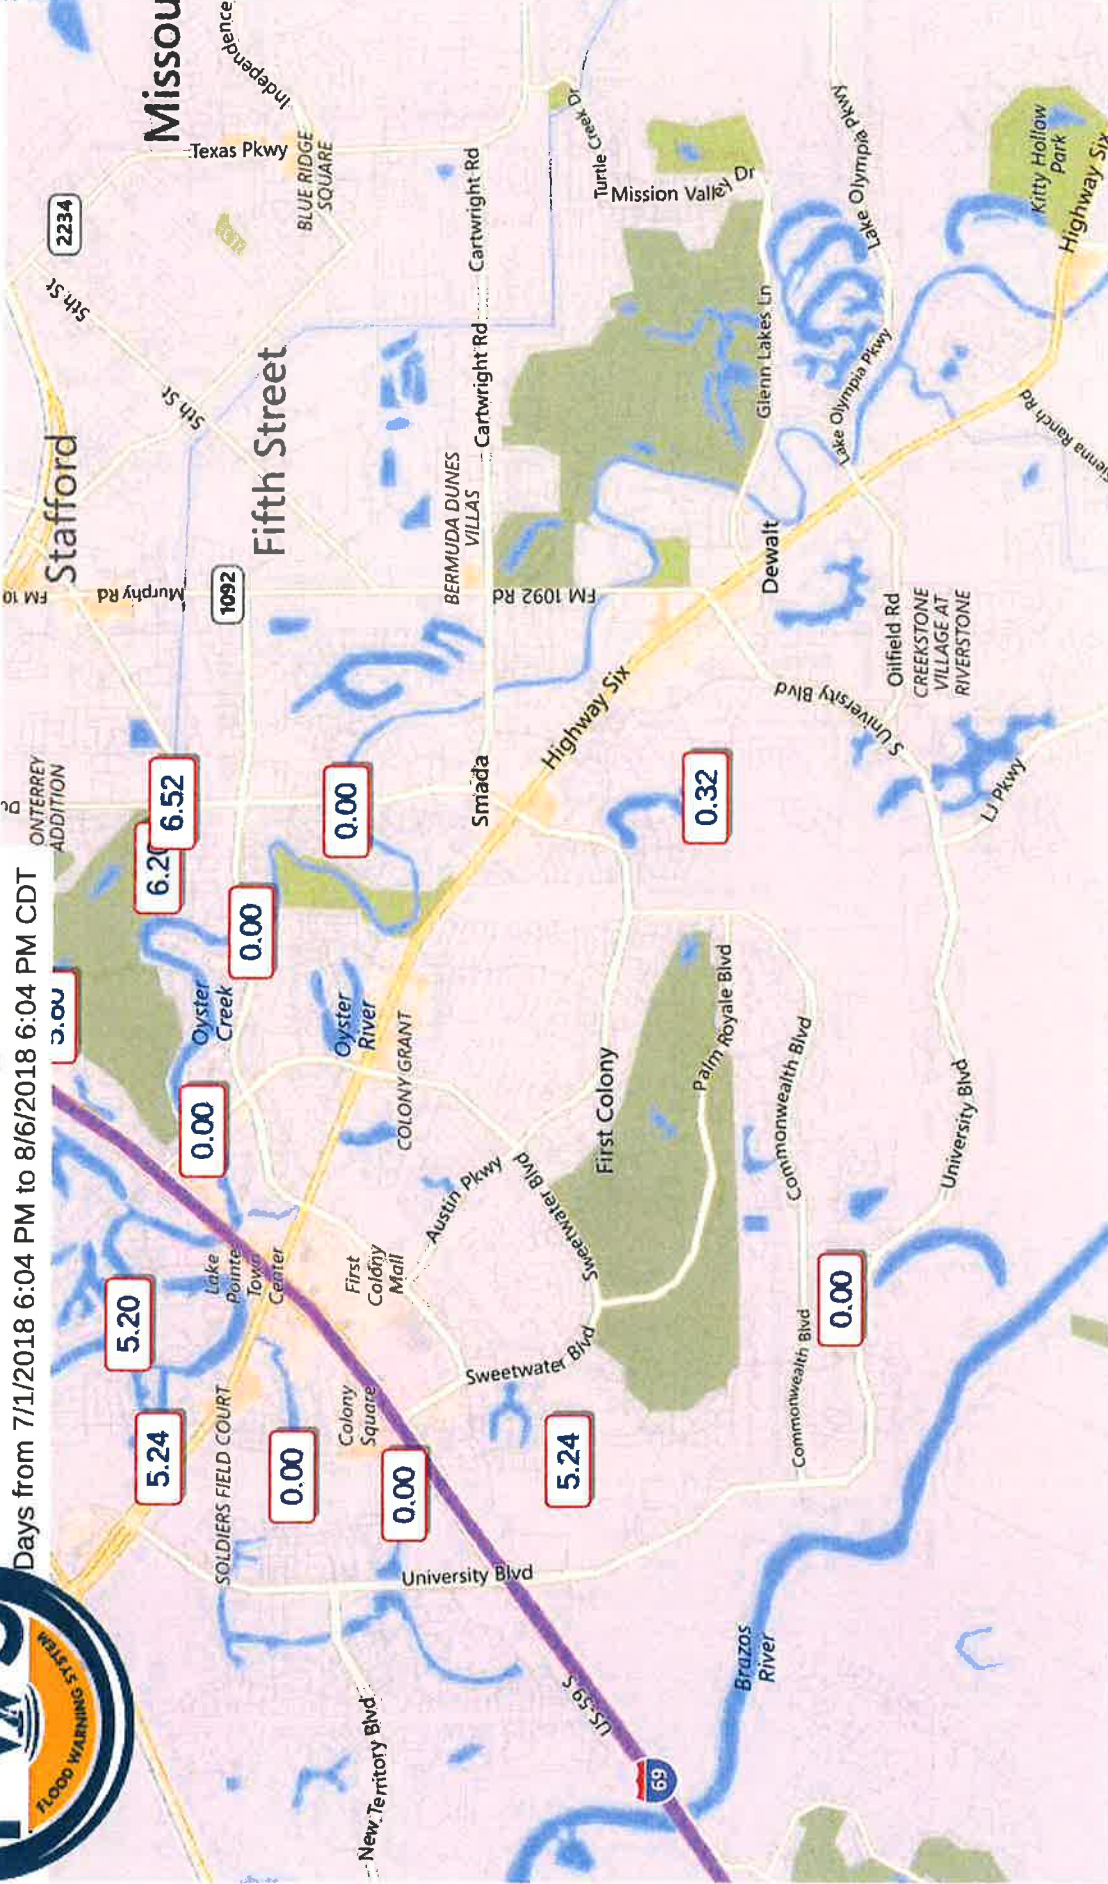 FLOOD WARNING SYSTEM
Days from 7/1/2018 6:04 PM to 8/6/2018 6:04 PM CDT
ONTERREY
ADDITION
Stafford
2234
5th St
5th St
Missou
Independence
Texas Pkwy
BLUE RIDGE
SQUARE
FM 10
Murphy Rd
1092
Fifth Street
5.24
5.20
6.20
6.52
0.00
0.00
0.00
0.00
0.00
5.24
0.32
0.00
Lake
Pointe
Town
Center
Oyster
Creek
Oyster
River
SOLDIERS FIELD COURT
Colony
Square
First
Colony
Mall
COLONY GRANT
BERMUDA DUNES
VILLAS
Cartwright Rd
Cartwright Rd
FM 1092 Rd
Smada
Highway Six
New Territory Blvd
University Blvd
Sweetwater Blvd
Austin Pkwy
Sweetwater Blvd
First Colony
US-59 S
69
Brazos
River
Palm Royale Blvd
Commonwealth Blvd
Commonwealth Blvd
University Blvd
LJ Pkwy
S University Blvd
Dewalt
Oilfield Rd
CREEKSTONE
VILLAGE AT
RIVERSTONE
Glenn Lakes Ln
Lake Olympia Pkwy
Lake Olympia Pkwy
Lake Olympia Pkwy
Turtle Creek Dr
Mission Valley Dr
Kitty Hollow
Park
Highway Six
ienna Ranch Rd